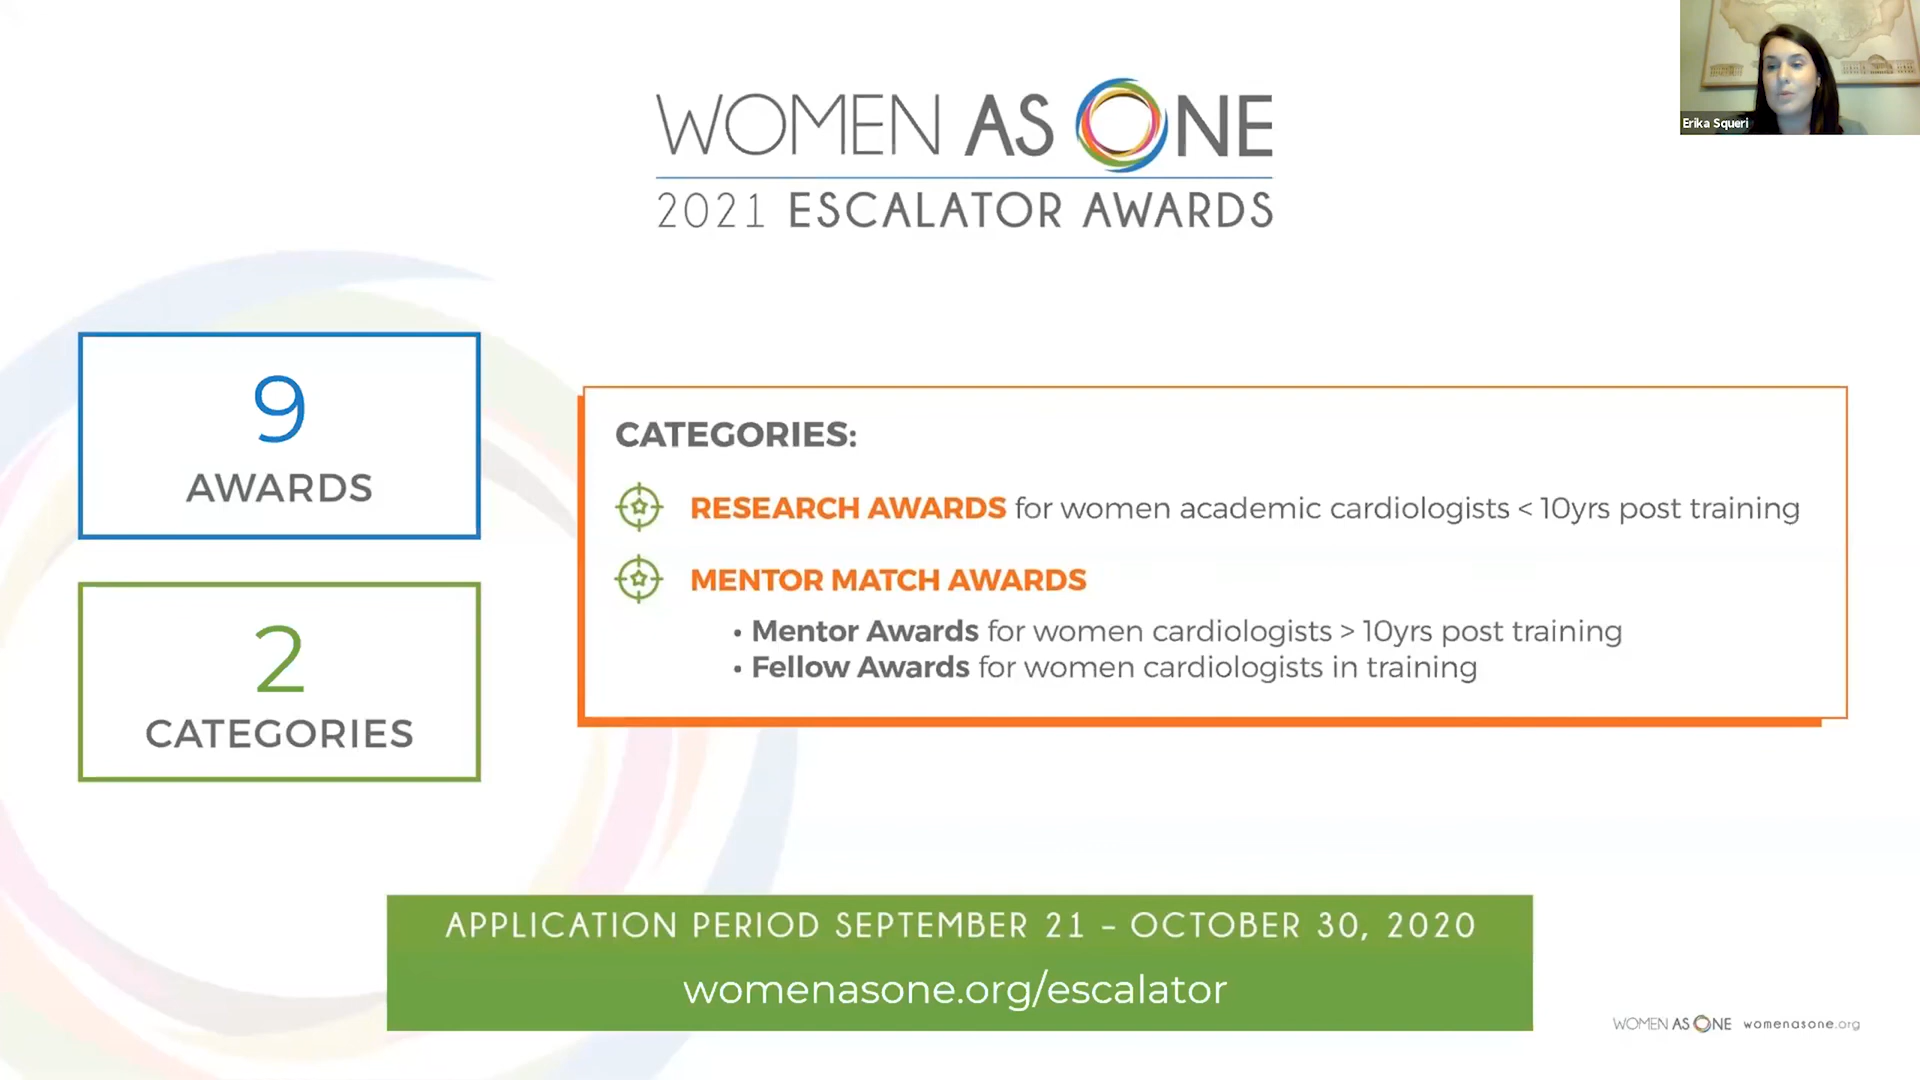 WOMEN AS ONE
2021 ESCALATOR AWARDS
Erika Squeri
9
AWARDS
2
CATEGORIES
CATEGORIES:
RESEARCH AWARDS for women academic cardiologists < 10yrs post training
MENTOR MATCH AWARDS
• Mentor Awards for women cardiologists > 10yrs post training
• Fellow Awards for women cardiologists in training
APPLICATION PERIOD SEPTEMBER 21 – OCTOBER 30, 2020
womenasone.org/escalator
WOMEN AS ONE womenasone.org